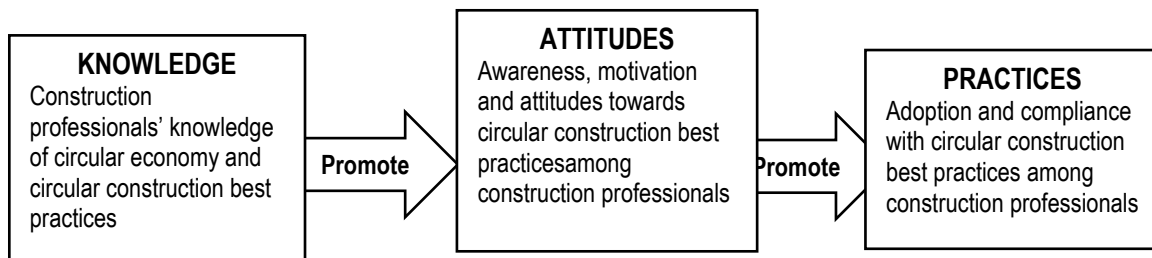 KNOWLEDGE
Construction
professionals’ knowledge
of circular economy and
circular construction best
practices
Promote
ATTITUDES
Awareness, motivation
and attitudes towards
circular construction best
practicesamong
construction professionals
Promote
PRACTICES
Adoption and compliance
with circular construction
best practices among
construction professionals